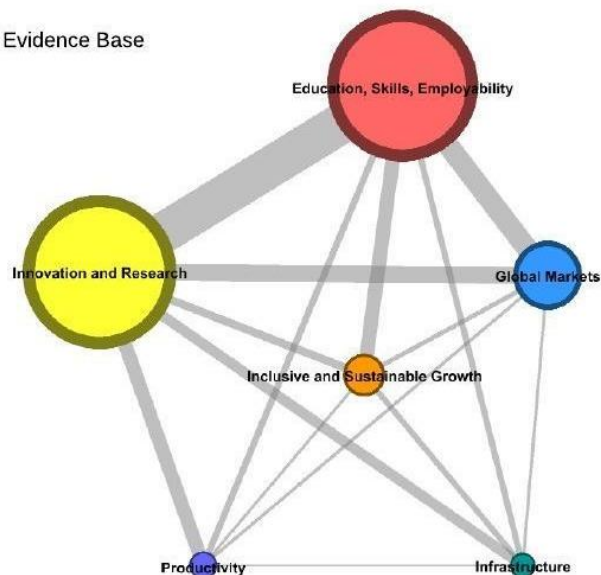 Evidence Base
Education, Skills, Employability
Innovation and Research
Global Markets
Inclusive and Sustainable Growth
Productivity
Infrastructure